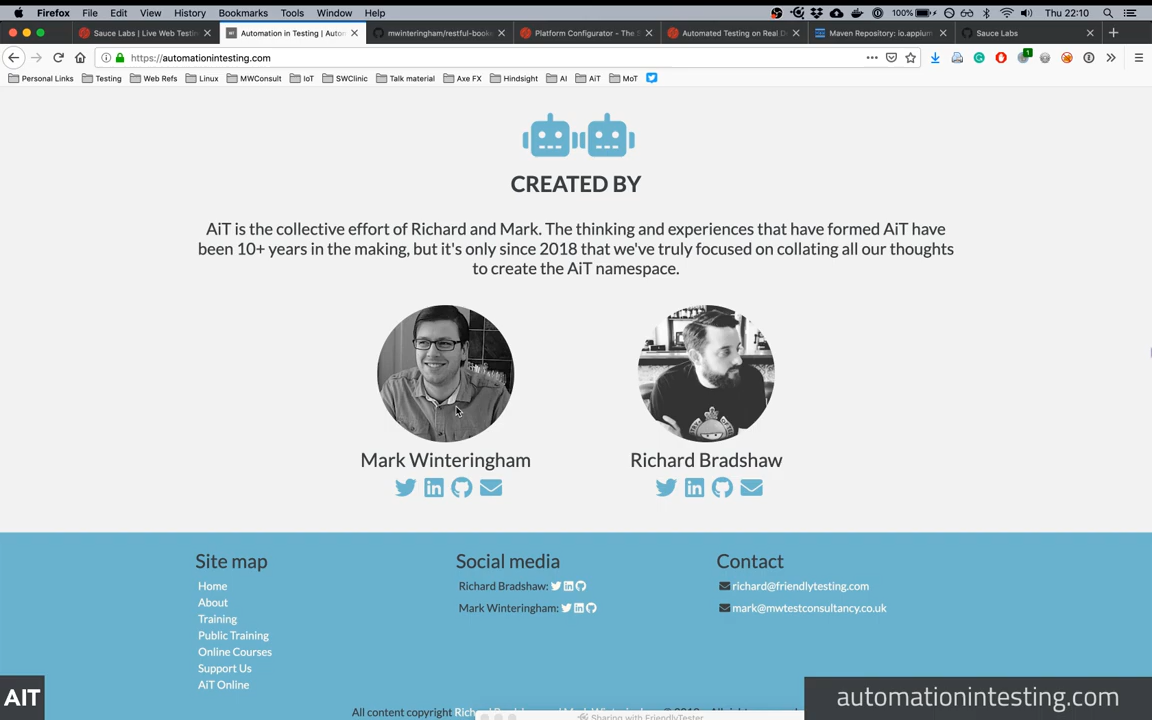 Firefox File Edit View History Bookmarks Tools Window Help 100% Thu 22:10
Sauce Labs | Live Web Testin Automation in Testing | Auto mwinteringham/restful-book Platform Configurator - The S Automated Testing on Real D Maven Repository: io.appium Sauce Labs
https://automationintesting.com
Personal Links Testing Web Refs Linux MWConsult IoT SWClinic Talk material Axe FX Hindsight AI AiT MoT
CREATED BY
AiT is the collective effort of Richard and Mark. The thinking and experiences that have formed AiT have
been 10+ years in the making, but it's only since 2018 that we've truly focused on collating all our thoughts
to create the AiT namespace.
Mark Winteringham Richard Bradshaw
Site map Social media Contact
Home Richard Bradshaw: richard@friendlytesting.com
About
Mark Winteringham: mark@mwtestconsultancy.co.uk
Training
Public Training
Online Courses
Support Us
AiT Online
AIT automationintesting.com
All content copyright
Sharing with FriendlyTester